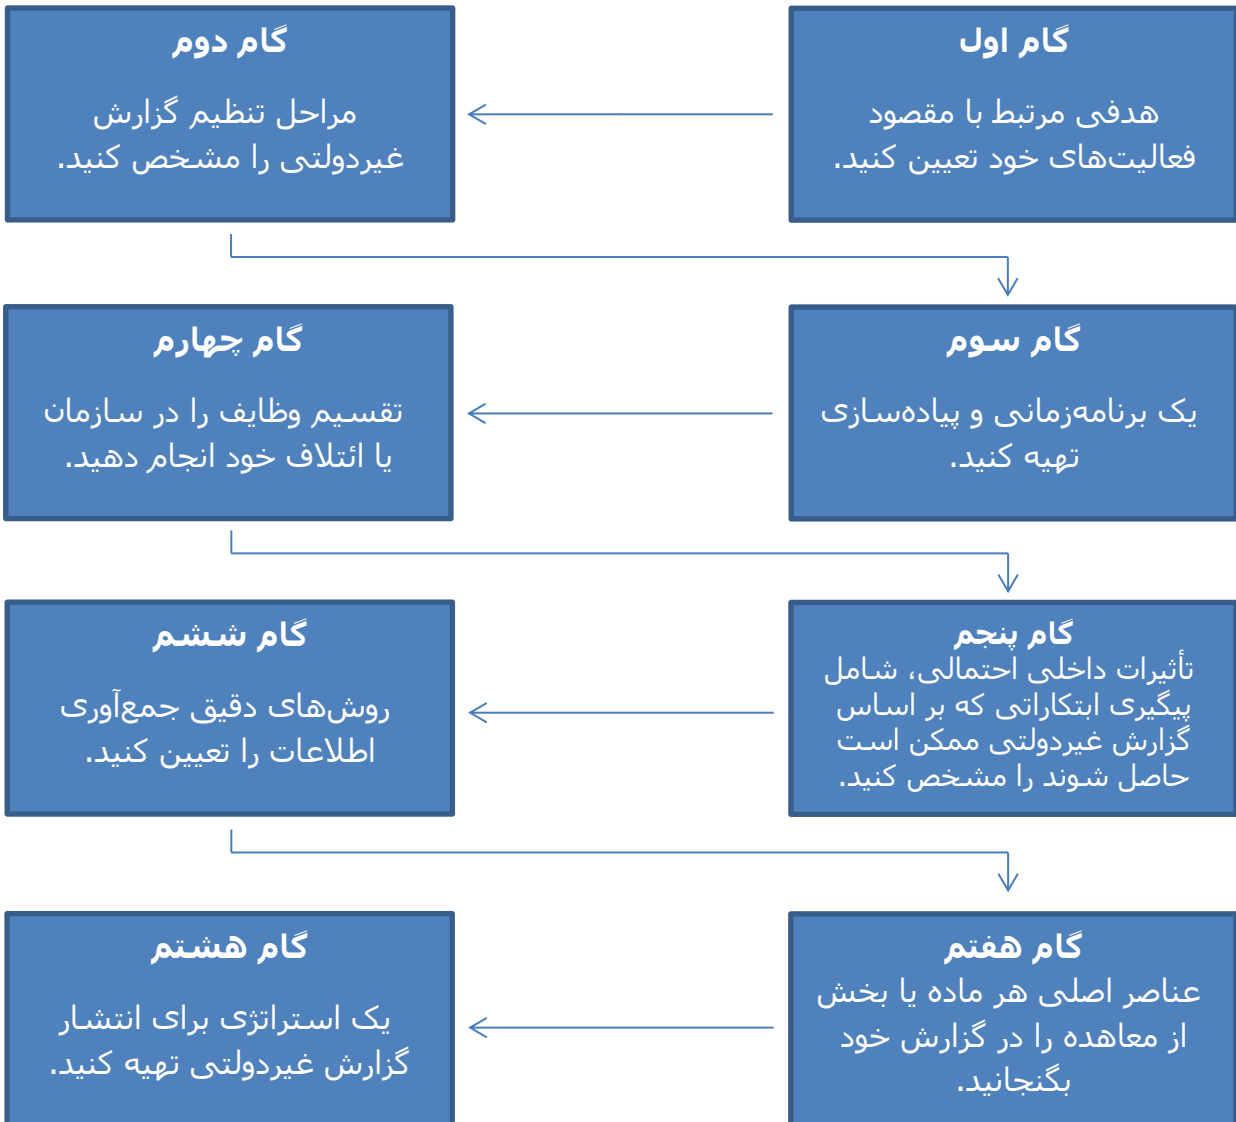 گام اول
هدفی مرتبط با مقصود
فعالیت‌های خود تعیین کنید.
گام دوم
مراحل تنظیم گزارش
غیردولتی را مشخص کنید.
گام سوم
یک برنامه‌زمانی و پیاده‌سازی
تهیه کنید.
گام چهارم
تقسیم وظایف را در سازمان
یا ائتلاف خود انجام دهید.
گام پنجم
تأثیرات داخلی احتمالی، شامل
پیگیری ابتکاراتی که بر اساس
گزارش غیردولتی ممکن است
حاصل شوند را مشخص کنید.
گام ششم
روش‌های دقیق جمع‌آوری
اطلاعات را تعیین کنید.
گام هفتم
عناصر اصلی هر ماده یا بخش
از معاهده را در گزارش خود
بگنجانید.
گام هشتم
یک استراتژی برای انتشار
گزارش غیردولتی تهیه کنید.